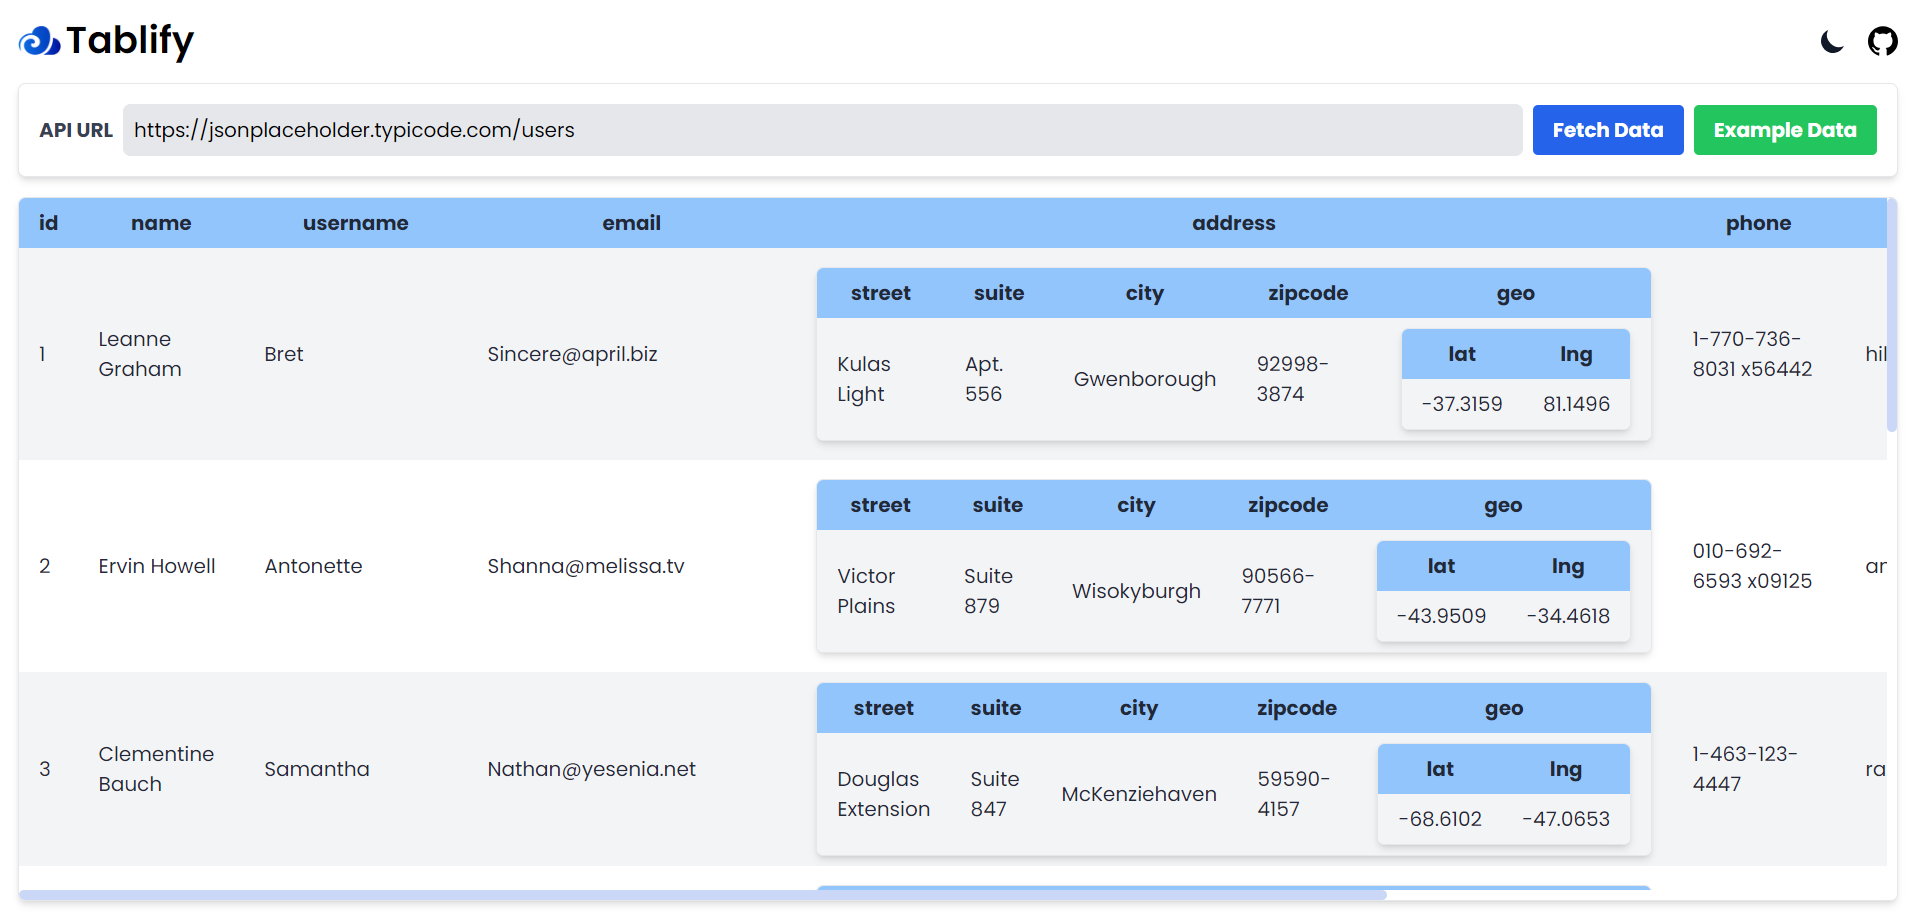 Tablify
API URL https://jsonplaceholder.typicode.com/users Fetch Data Example Data
id name username email address phone
street suite city zipcode geo
1 Leanne Graham Bret Sincere@april.biz Kulas Light Apt. 556 Gwenborough 92998-3874 1-770-736-8031 x56442 hil
lat lng
-37.3159 81.1496
street suite city zipcode geo
2 Ervin Howell Antonette Shanna@melissa.tv Victor Plains Suite 879 Wisokyburgh 90566-7771 010-692-6593 x09125 an
lat lng
-43.9509 -34.4618
street suite city zipcode geo
3 Clementine Bauch Samantha Nathan@yesenia.net Douglas Extension Suite 847 McKenziehaven 59590-4157 1-463-123-4447 ra
lat lng
-68.6102 -47.0653